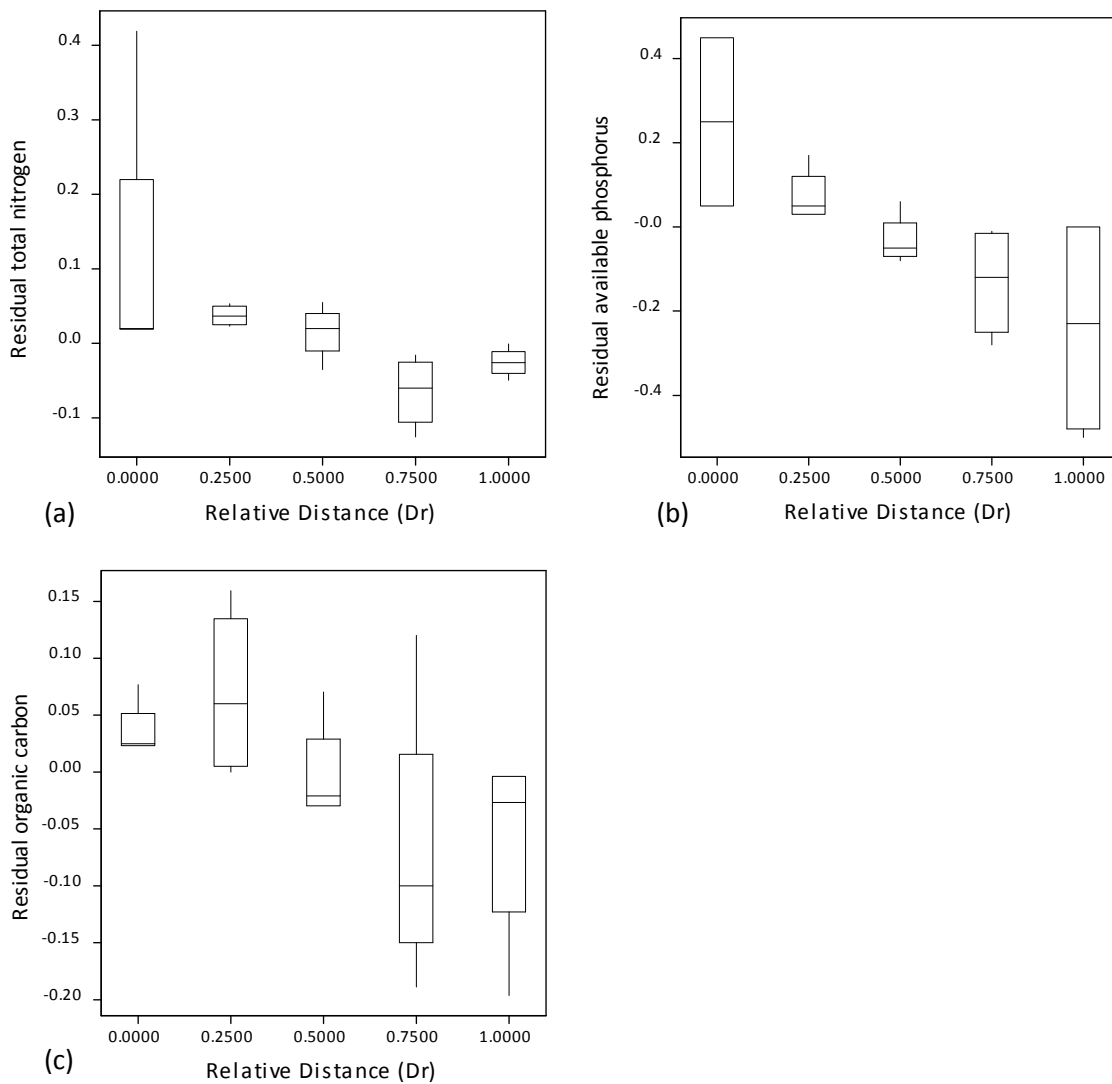 Residual total nitrogen
0.4
0.3
0.2
0.1
0.0
-0.1
0.0000 0.2500 0.5000 0.7500 1.0000
(a) Relative Distance (Dr)
Residual available phosphorus
0.4
0.2
-0.0
-0.2
-0.4
0.0000 0.2500 0.5000 0.7500 1.0000
(b) Relative Distance (Dr)
Residual organic carbon
0.15
0.10
0.05
0.00
-0.05
-0.10
-0.15
-0.20
0.0000 0.2500 0.5000 0.7500 1.0000
(c) Relative Distance (Dr)